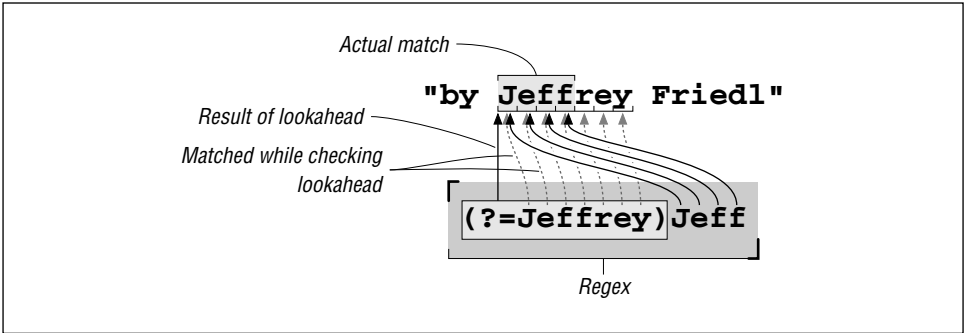 Actual match
"by Jeffrey Friedl"
Result of lookahead
Matched while checking
lookahead
(?=Jeffrey)Jeff
Regex